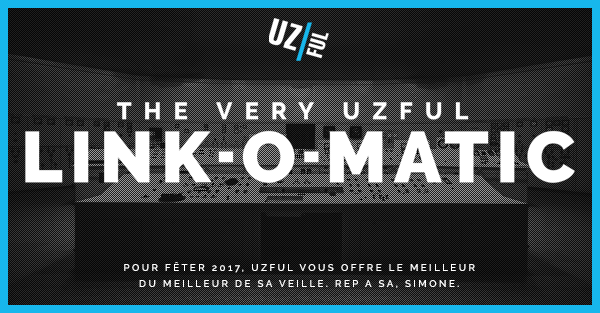 UZ/FUL
THE VERY UZFUL
LINK-O-MATIC
POUR FÊTER 2017, UZFUL VOUS OFFRE LE MEILLEUR
DU MEILLEUR DE SA VEILLE. REP A SA, SIMONE.